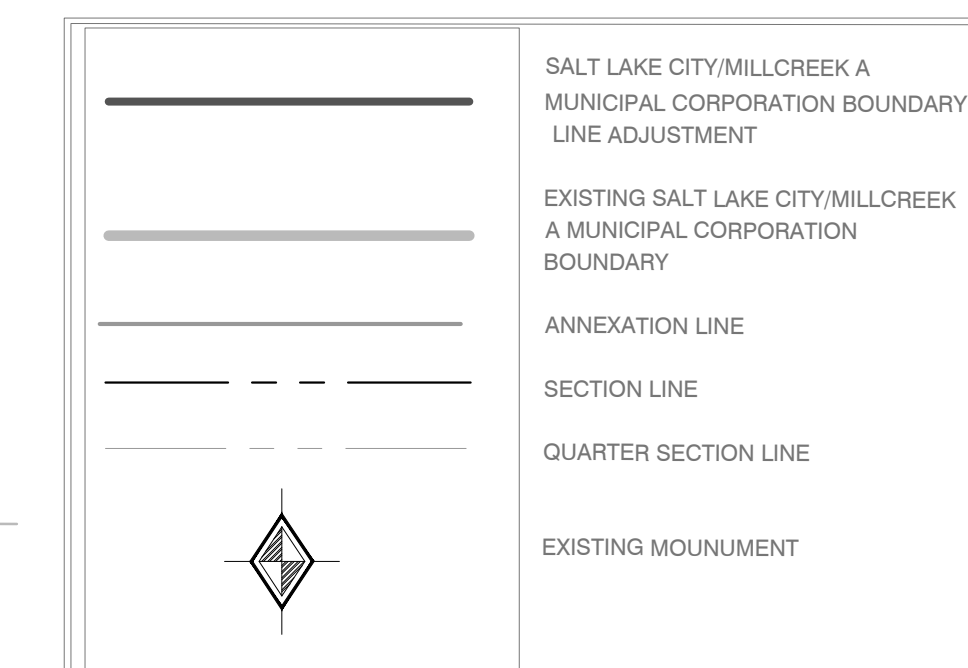 SALT LAKE CITY/MILLCREEK A
MUNICIPAL CORPORATION BOUNDARY
LINE ADJUSTMENT
EXISTING SALT LAKE CITY/MILLCREEK
A MUNICIPAL CORPORATION
BOUNDARY
ANNEXATION LINE
SECTION LINE
QUARTER SECTION LINE
EXISTING MOUNUMENT